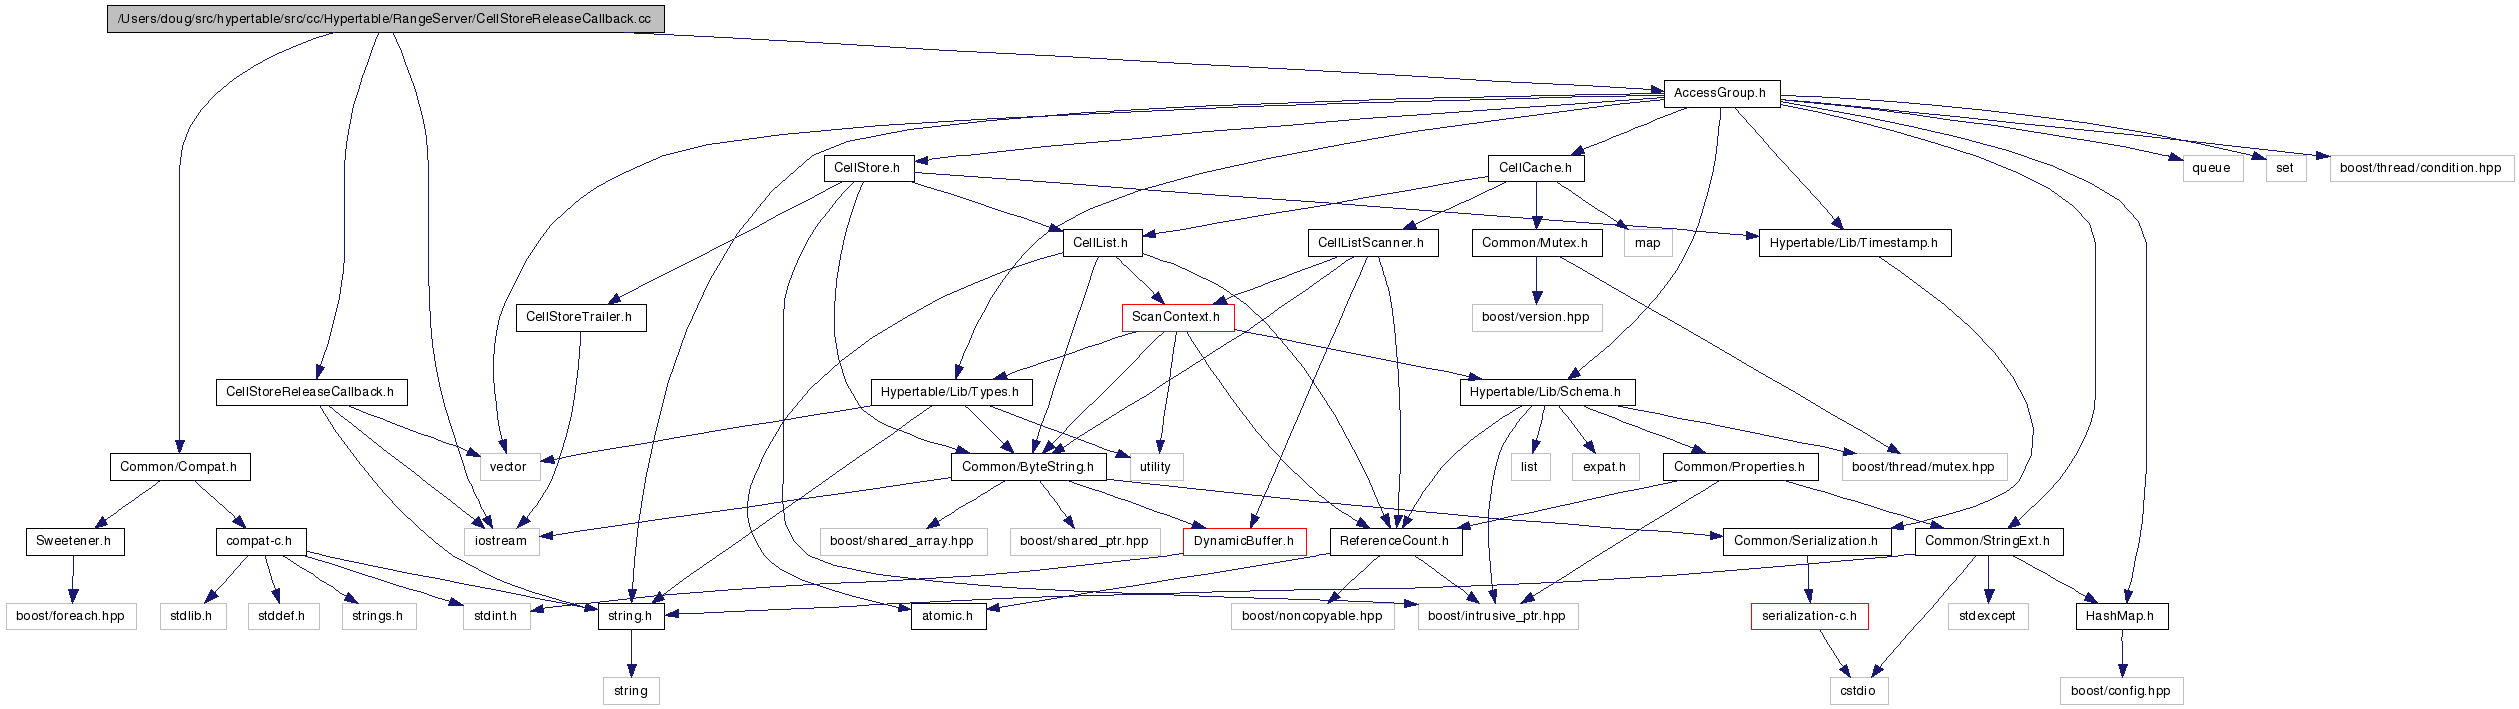 /Users/doug/src/hypertable/src/cc/Hypertable/RangeServer/CellStoreReleaseCallback.cc
AccessGroup.h
CellStore.h
CellCache.h
queue
set
boost/thread/condition.hpp
CellList.h
CellListScanner.h
Common/Mutex.h
map
Hypertable/Lib/Timestamp.h
CellStoreTrailer.h
ScanContext.h
boost/version.hpp
CellStoreReleaseCallback.h
Hypertable/Lib/Types.h
Hypertable/Lib/Schema.h
Common/Compat.h
vector
Common/ByteString.h
utility
list
expat.h
Common/Properties.h
boost/thread/mutex.hpp
Sweetener.h
compat-c.h
iostream
boost/shared_array.hpp
boost/shared_ptr.hpp
DynamicBuffer.h
ReferenceCount.h
Common/Serialization.h
Common/StringExt.h
boost/foreach.hpp
stdlib.h
stddef.h
strings.h
stdint.h
string.h
atomic.h
boost/noncopyable.hpp
boost/intrusive_ptr.hpp
serialization-c.h
stdexcept
HashMap.h
string
cstdio
boost/config.hpp